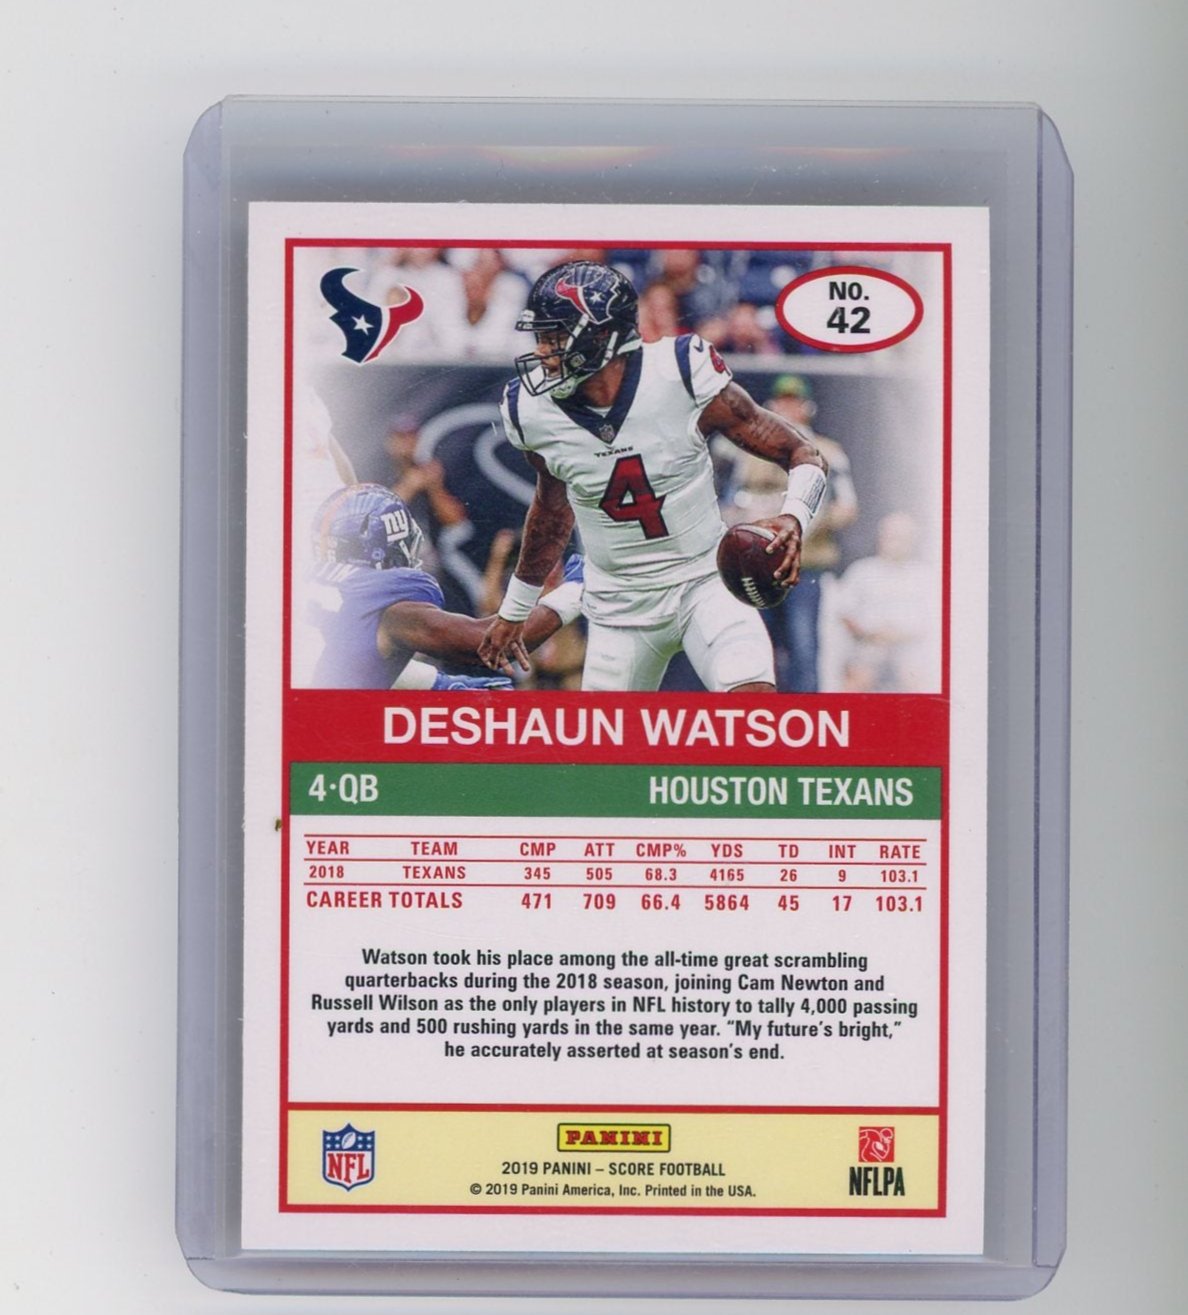 NO.
42
ny
4
TEXANS
4
DESHAUN WATSON
4·QB HOUSTON TEXANS
YEAR TEAM CMP ATT CMP% YDS TD INT RATE
2018 TEXANS 345 505 68.3 4165 26 9 103.1
CAREER TOTALS 471 709 66.4 5864 45 17 103.1
Watson took his place among the all-time great scrambling
quarterbacks during the 2018 season, joining Cam Newton and
Russell Wilson as the only players in NFL history to tally 4,000 passing
yards and 500 rushing yards in the same year. "My future's bright,"
he accurately asserted at season's end.
NFL
PANINI
2019 PANINI – SCORE FOOTBALL
© 2019 Panini America, Inc. Printed in the USA.
NFLPA